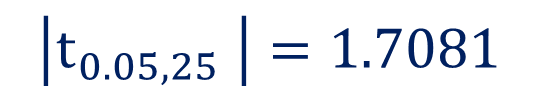 |t₀.₀₅,₂₅ | = 1.7081